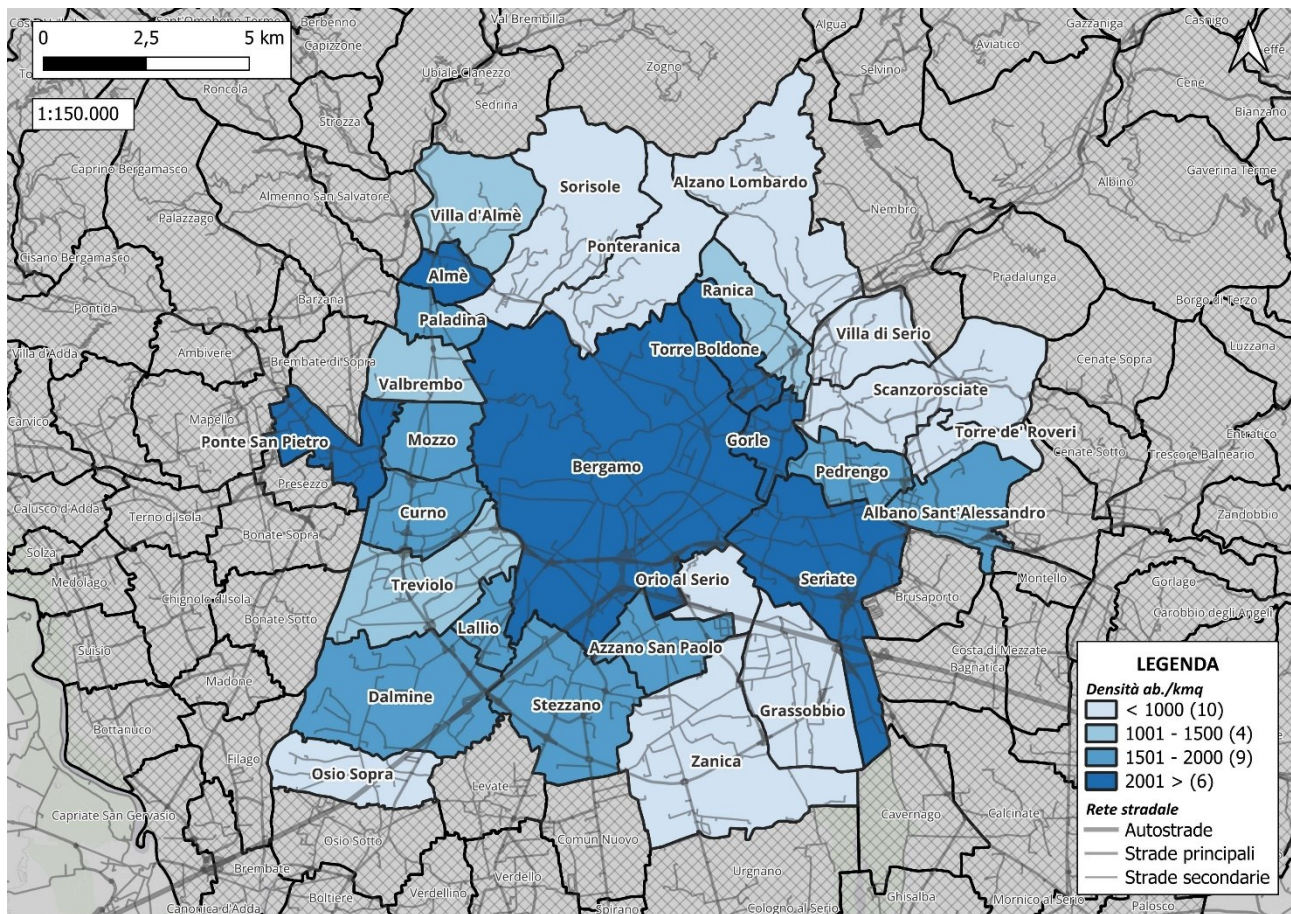 0 2,5 5 km
1:150.000
Sant'Omobono Terme
Berbenno
Capizzone
Val Brembilla
Algua
Gazzaniga
Casnigo
Aviatico
Cene
Bianzano
Roncola
Strozza
Ubiale Clanezzo
Sedrina
Zogno
Selvino
Caprino Bergamasco
Almenno San Salvatore
Palazzago
Villa d'Almè
Sorisole
Alzano Lombardo
Nembro
Albino
Gaverina Terme
Cisano Bergamasco
Ponteranica
Almè
Pradalunga
Borgo di Terzo
Pontida
Barzana
Paladina
Ranica
Villa di Serio
Villa d'Adda
Ambivere
Brembate di Sopra
Torre Boldone
Cenate Sopra
Luzzana
Valbrembo
Scanzorosciate
Carvico
Mapello
Ponte San Pietro
Mozzo
Gorle
Torre de' Roveri
Entratico
Cenate Sotto
Trescore Balneario
Bergamo
Pedrengo
Presezzo
Calusco d'Adda
Terno d'Isola
Curno
Albano Sant'Alessandro
Zandobbio
Bonate Sopra
Solza
Medolago
Chignolo d'Isola
Treviolo
Orio al Serio
Seriate
Montello
Gorlago
Brusaporto
Carobbio degli Angeli
Bonate Sotto
Lallio
Azzano San Paolo
Costa di Mezzate
Bagnatica
Suisio
Madone
Dalmine
Stezzano
Grassobbio
Bottanuco
Filago
Osio Sopra
Zanica
Levate
Capriate San Gervasio
Osio Sotto
Comun Nuovo
Cavernago
Calcinate
Brembate
Verdello
Urgnano
Boltiere
Verdellino
Spirano
Cologno al Serio
Ghisalba
Mornico al Serio
Palosco
Canonica d'Adda
LEGENDA
Densità ab./kmq
< 1000 (10)
1001 - 1500 (4)
1501 - 2000 (9)
2001 > (6)
Rete stradale
Autostrade
Strade principali
Strade secondarie